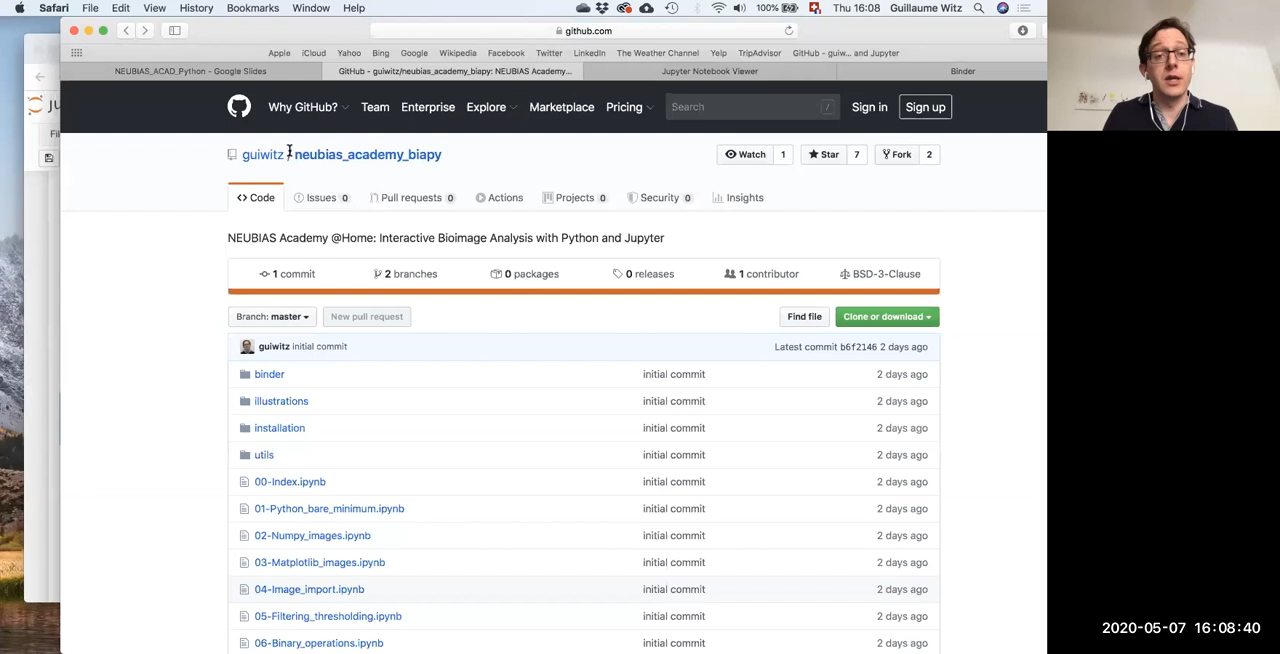 Safari File Edit View History Bookmarks Window Help 100% Thu 16:08 Guillaume Witz
github.com
Apple iCloud Yahoo Bing Google Wikipedia Facebook Twitter LinkedIn The Weather Channel Yelp TripAdvisor GitHub - guiw... and Jupyter
NEUBIAS_ACAD_Python - Google Slides GitHub - guiwitz/neubias_academy_biapy: NEUBIAS Academy... Jupyter Notebook Viewer Binder
Why GitHub? Team Enterprise Explore Marketplace Pricing Search / Sign in Sign up
guiwitz / neubias_academy_biapy Watch 1 Star 7 Fork 2
<> Code Issues 0 Pull requests 0 Actions Projects 0 Security 0 Insights
NEUBIAS Academy @Home: Interactive Bioimage Analysis with Python and Jupyter
1 commit 2 branches 0 packages 0 releases 1 contributor BSD-3-Clause
Branch: master New pull request Find file Clone or download
guiwitz initial commit Latest commit b6f2146 2 days ago
binder initial commit 2 days ago
illustrations initial commit 2 days ago
installation initial commit 2 days ago
utils initial commit 2 days ago
00-Index.ipynb initial commit 2 days ago
01-Python_bare_minimum.ipynb initial commit 2 days ago
02-Numpy_images.ipynb initial commit 2 days ago
03-Matplotlib_images.ipynb initial commit 2 days ago
04-Image_import.ipynb initial commit 2 days ago
05-Filtering_thresholding.ipynb initial commit 2 days ago
06-Binary_operations.ipynb initial commit 2 days ago
2020-05-07 16:08:40